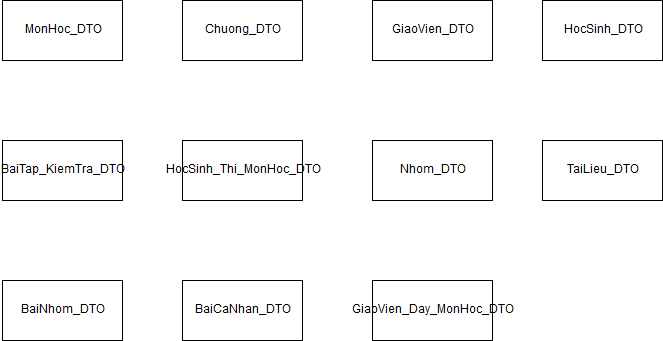 MonHoc_DTO
Chuong_DTO
GiaoVien_DTO
HocSinh_DTO
BaiTap_KiemTra_DTO
HocSinh_Thi_MonHoc_DTO
Nhom_DTO
TaiLieu_DTO
BaiNhom_DTO
BaiCaNhan_DTO
GiaoVien_Day_MonHoc_DTO